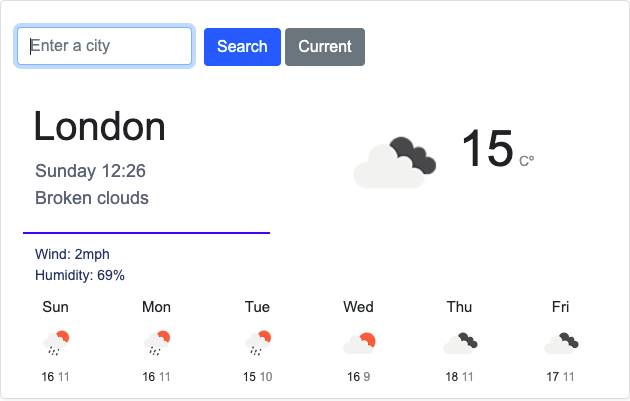 Enter a city Search Current
London
15 C°
Sunday 12:26
Broken clouds
Wind: 2mph
Humidity: 69%
Sun Mon Tue Wed Thu Fri
16 11 16 11 15 10 16 9 18 11 17 11